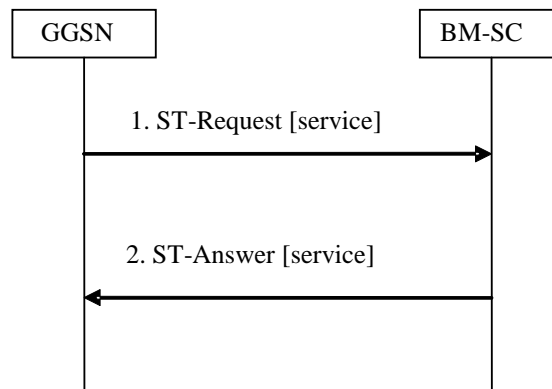 GGSN
BM-SC
1. ST-Request [service]
2. ST-Answer [service]